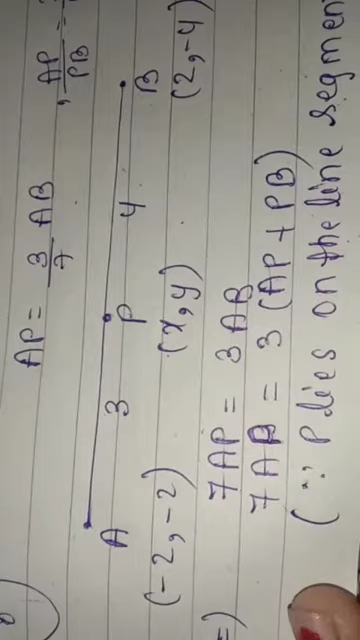 AP = 3/7 AB , AP/PB =
3 4
A P B
(-2, -2) (x, y) (2, -4)
7AP = 3AB
7AP = 3 (AP + PB)
(∵ P lies on the line segmen